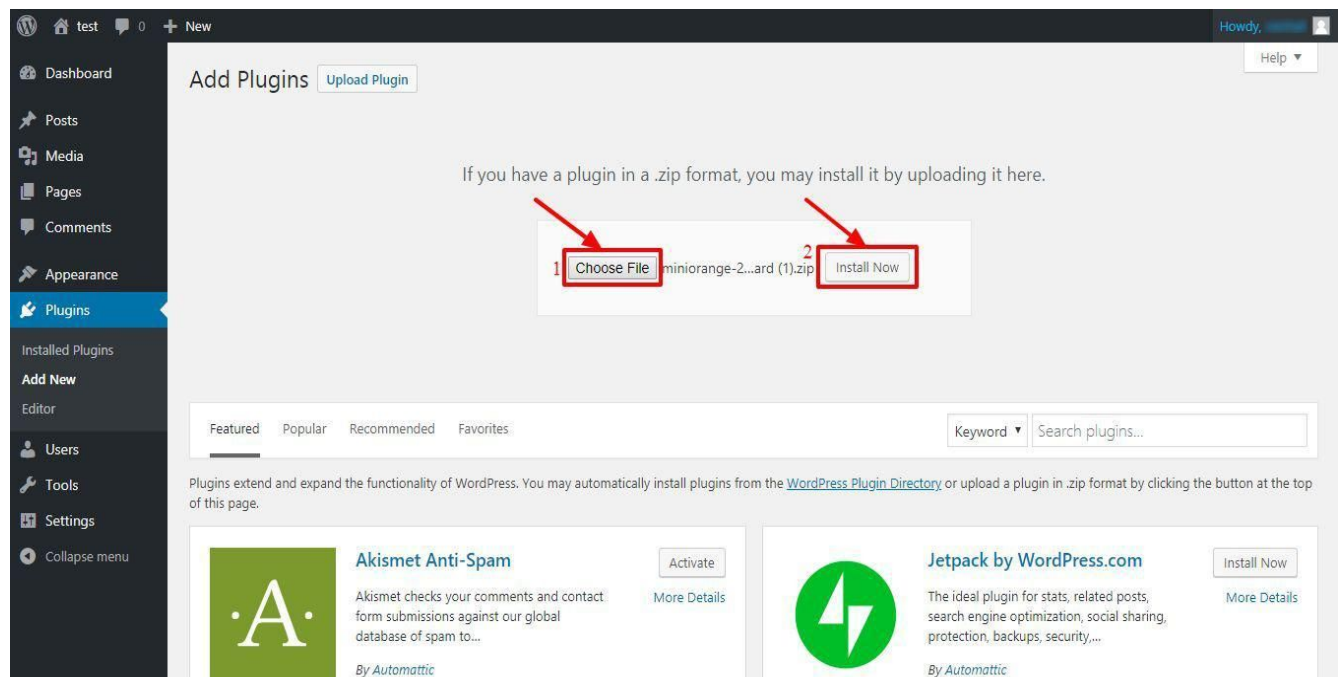 test 0 + New Howdy,
Help ▼
Dashboard
Posts
Media
Pages
Comments
Appearance
Plugins
Installed Plugins
Add New
Editor
Users
Tools
Settings
Collapse menu
Add Plugins Upload Plugin
If you have a plugin in a .zip format, you may install it by uploading it here.
1 Choose File miniorange-2...ard (1).zip 2 Install Now
Featured Popular Recommended Favorites Keyword ▼ Search plugins...
Plugins extend and expand the functionality of WordPress. You may automatically install plugins from the WordPress Plugin Directory or upload a plugin in .zip format by clicking the button at the top
of this page.
·A·
Akismet Anti-Spam
Activate
More Details
Akismet checks your comments and contact
form submissions against our global
database of spam to...
By Automattic
Jetpack by WordPress.com
Install Now
More Details
The ideal plugin for stats, related posts,
search engine optimization, social sharing,
protection, backups, security,...
By Automattic